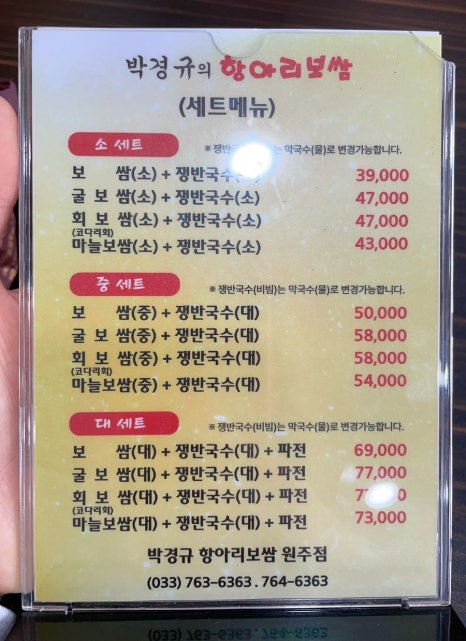 박경규의 항아리보쌈
(세트메뉴)
소 세트
※ 쟁반국수(비 는 막국수(물)로 변경가능합니다.
보 쌈(소) + 쟁반국수(소)
39,000
굴 보 쌈(소) + 쟁반국수(소)
47,000
회 보 쌈(소) + 쟁반국수(소)
47,000
(코다리회)
마늘보쌈(소) + 쟁반국수(소)
43,000
중 세트
※ 쟁반국수(비빔)는 막국수(물)로 변경가능합니다.
보 쌈(중) + 쟁반국수(대)
50,000
굴 보 쌈(중) + 쟁반국수(대)
58,000
회 보 쌈(중) + 쟁반국수(대)
58,000
(코다리회)
마늘보쌈(중) + 쟁반국수(대)
54,000
대 세트
※ 쟁반국수(비빔)는 막국수(물)로 변경가능합니다.
보 쌈(대) + 쟁반국수(대) + 파전
69,000
굴 보 쌈(대) + 쟁반국수(대) + 파전
77,000
회 보 쌈(대) + 쟁반국수(대) + 파전
(코다리회)
마늘보쌈(대) + 쟁반국수(대) + 파전
73,000
박경규 항아리보쌈 원주점
(033) 763-6363 . 764-6363